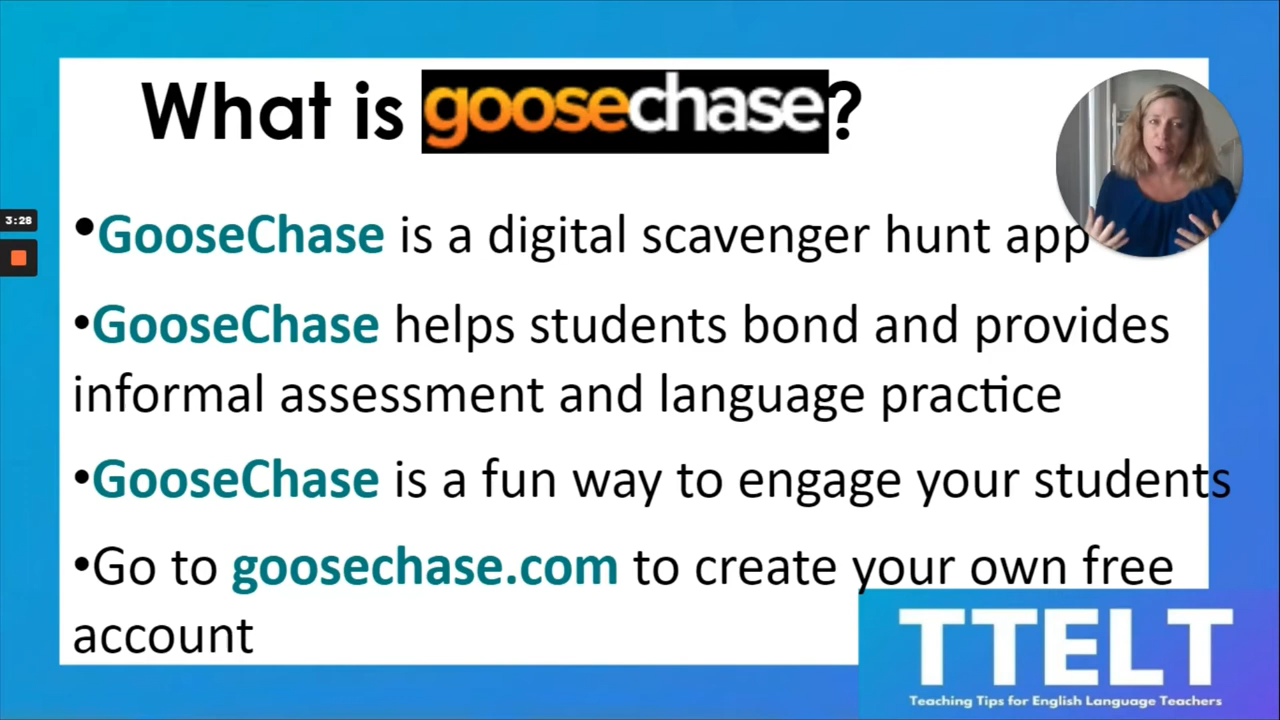 What is goosechase?
3:28
•GooseChase is a digital scavenger hunt app
•GooseChase helps students bond and provides
informal assessment and language practice
•GooseChase is a fun way to engage your students
•Go to goosechase.com to create your own free
account
TTELT
Teaching Tips for English Language Teachers